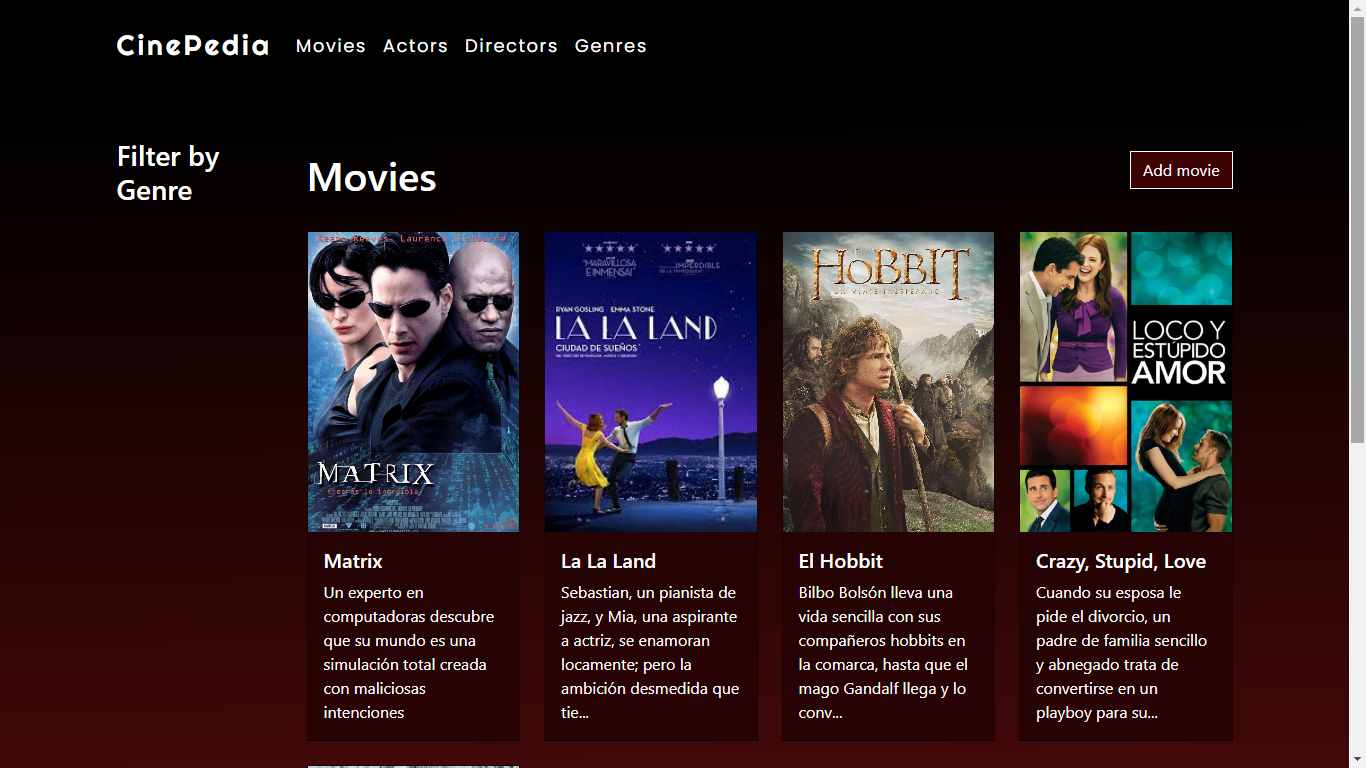 CinePedia Movies Actors Directors Genres
Filter by
Genre
Movies
Add movie
Keanu Reeves Laurence Fishburne
MATRIX
Creerás lo increíble
"MARAVILLOSA
E INMENSA!"
IMPERDIBLE
RYAN GOSLING EMMA STONE
LA LA LAND
CIUDAD DE SUEÑOS
HOBBIT
UN VIAJE INESPERADO
LOCO Y
ESTÚPIDO
AMOR
Matrix
Un experto en
computadoras descubre
que su mundo es una
simulación total creada
con maliciosas
intenciones
La La Land
Sebastian, un pianista de
jazz, y Mia, una aspirante
a actriz, se enamoran
locamente; pero la
ambición desmedida que
tie...
El Hobbit
Bilbo Bolsón lleva una
vida sencilla con sus
compañeros hobbits en
la comarca, hasta que el
mago Gandalf llega y lo
conv...
Crazy, Stupid, Love
Cuando su esposa le
pide el divorcio, un
padre de familia sencillo
y abnegado trata de
convertirse en un
playboy para su...